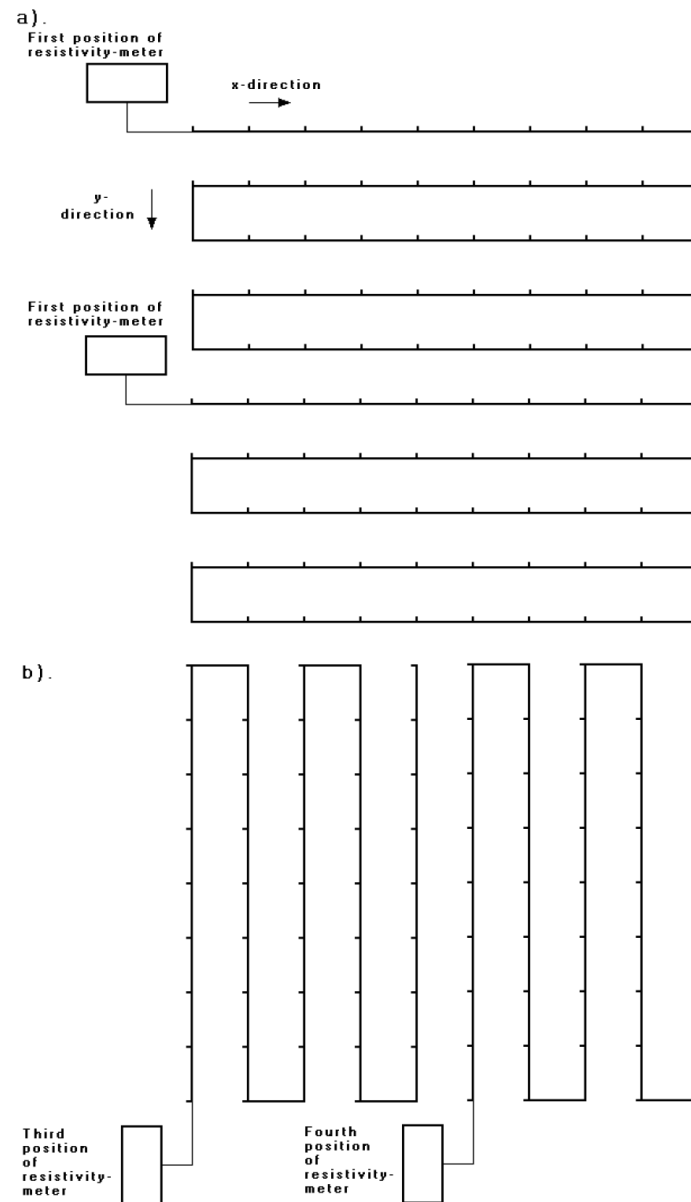 a).
First position of
resistivity-meter
x-direction
y-
direction
First position of
resistivity-meter
b).
Third
position
of
resistivity-
meter
Fourth
position
of
resistivity-
meter